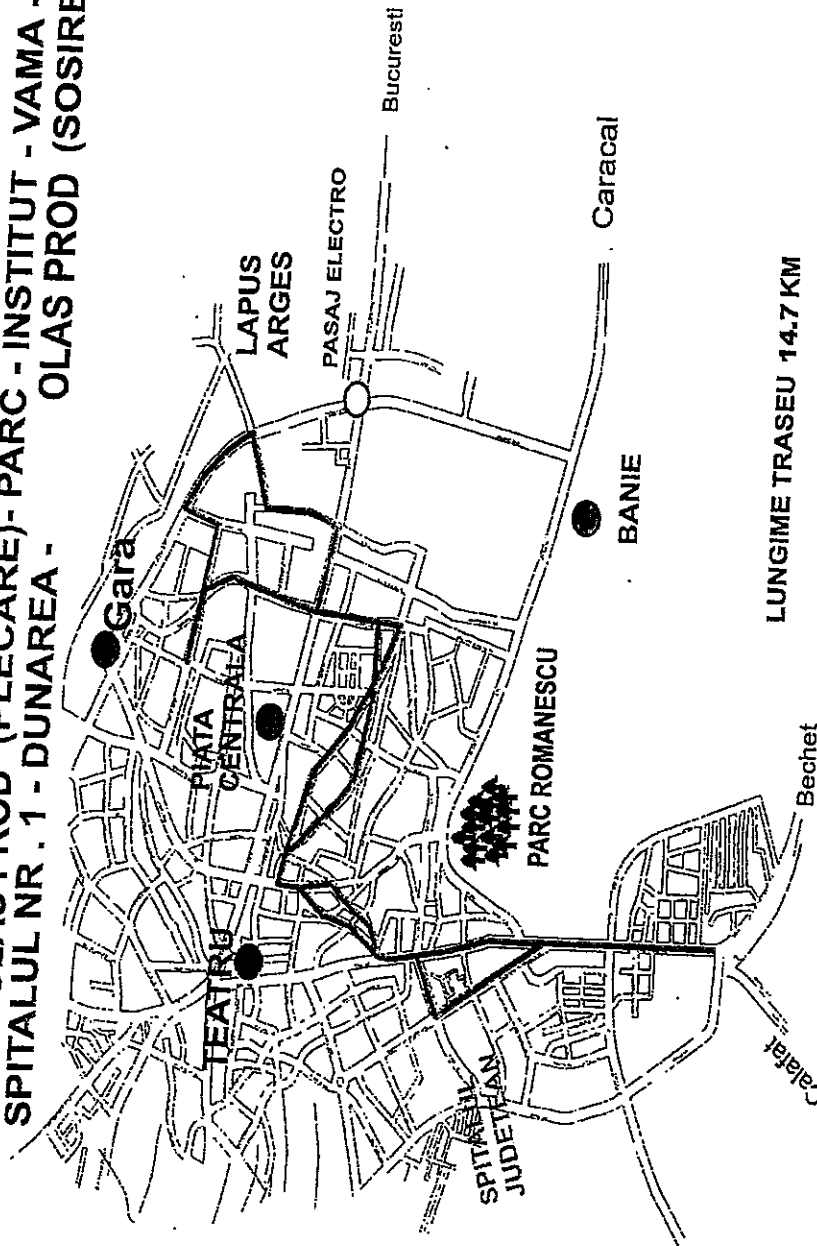 SPITALUL NR . 1 - DUNAREA -
(PLECARE)- PARC - INSTITUT - VAMA -
OLAS PROD (SOSIRE
Gara
LAPUS
ARGES
PASAJ ELECTRO
Bucuresti
PIATA
CENTRALA
TEATRU
Caracal
BANIE
PARC ROMANESCU
SPITALUL
JUDETEAN
Bechet
Calafat
LUNGIME TRASEU 14.7 KM